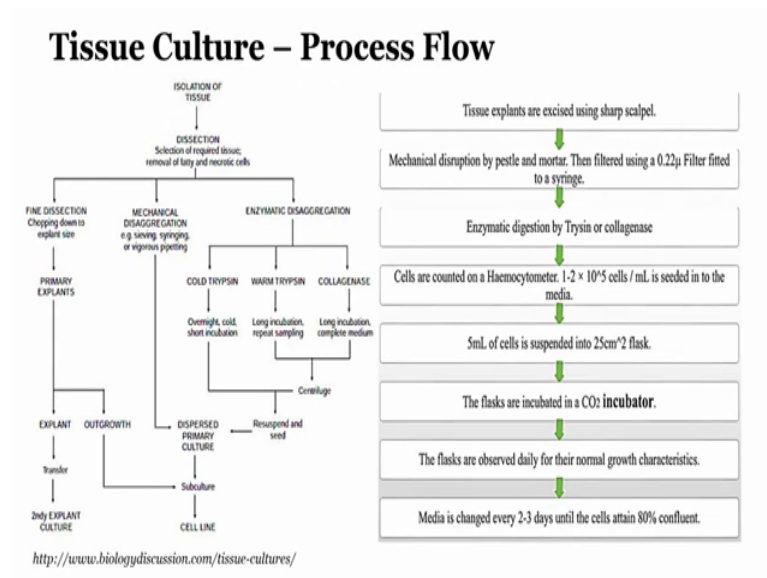 Tissue Culture – Process Flow
ISOLATION OF
TISSUE
DISSECTION
Selection of required tissue;
removal of fatty and necrotic cells
FINE DISSECTION
Chopping down to
explant size
MECHANICAL
DISAGGREGATION
e.g. sieving, syringing,
or vigorous pipetting
ENZYMATIC DISAGGREGATION
PRIMARY
EXPLANTS
COLD TRYPSIN
WARM TRYPSIN
COLLAGENASE
Overnight, cold,
short incubation
Long incubation,
repeat sampling
Long incubation,
complete medium
Centrifuge
EXPLANT
OUTGROWTH
DISPERSED
PRIMARY
CULTURE
Resuspend and
seed
Transfer
Subculture
2ndy EXPLANT
CULTURE
CELL LINE
http://www.biologydiscussion.com/tissue-cultures/
Tissue explants are excised using sharp scalpel.
Mechanical disruption by pestle and mortar. Then filtered using a 0.22µ Filter fitted
to a syringe.
Enzymatic digestion by Trysin or collagenase
Cells are counted on a Haemocytometer. 1-2 × 10^5 cells / mL is seeded in to the
media.
5mL of cells is suspended into 25cm^2 flask.
The flasks are incubated in a CO2 incubator.
The flasks are observed daily for their normal growth characteristics.
Media is changed every 2-3 days until the cells attain 80% confluent.